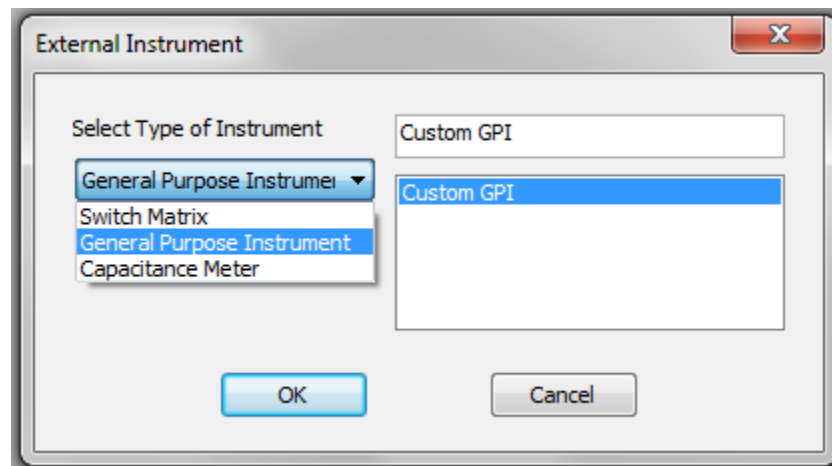 External Instrument
Select Type of Instrument
Custom GPI
General Purpose Instrumei
Custom GPI
Switch Matrix
General Purpose Instrument
Capacitance Meter
OK
Cancel